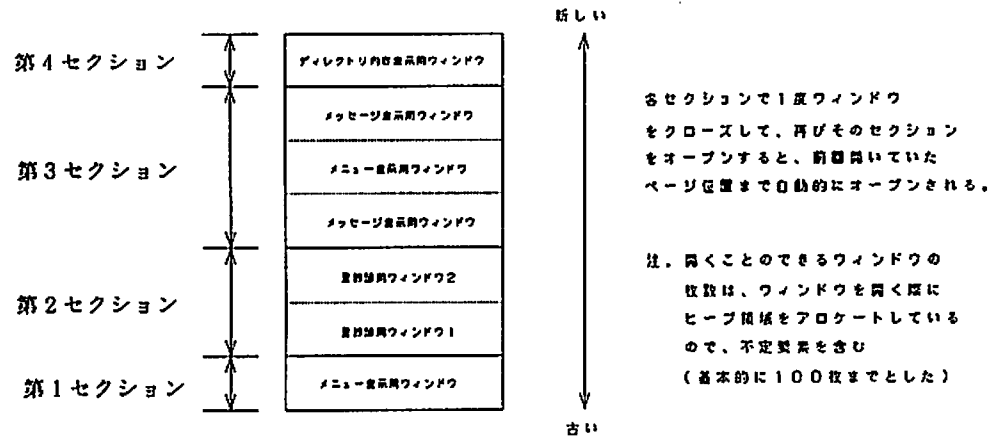 新しい
第4セクション
ディレクトリ内容表示用ウィンドウ
第3セクション
メッセージ表示用ウィンドウ
メニュー表示用ウィンドウ
メッセージ表示用ウィンドウ
第2セクション
ウィンドウ2
ウィンドウ1
第1セクション
メニュー表示用ウィンドウ
古い
各セクションで1度ウィンドウ
をクローズして、再びそのセクション
をオープンすると、前回開いていた
ページ位置まで自動的にオープンされる。
注．開くことのできるウィンドウの
枚数は、ウィンドウを開く際に
ヒープ領域をアロケートしている
ので、不定要素を含む
（基本的に100枚までとした）